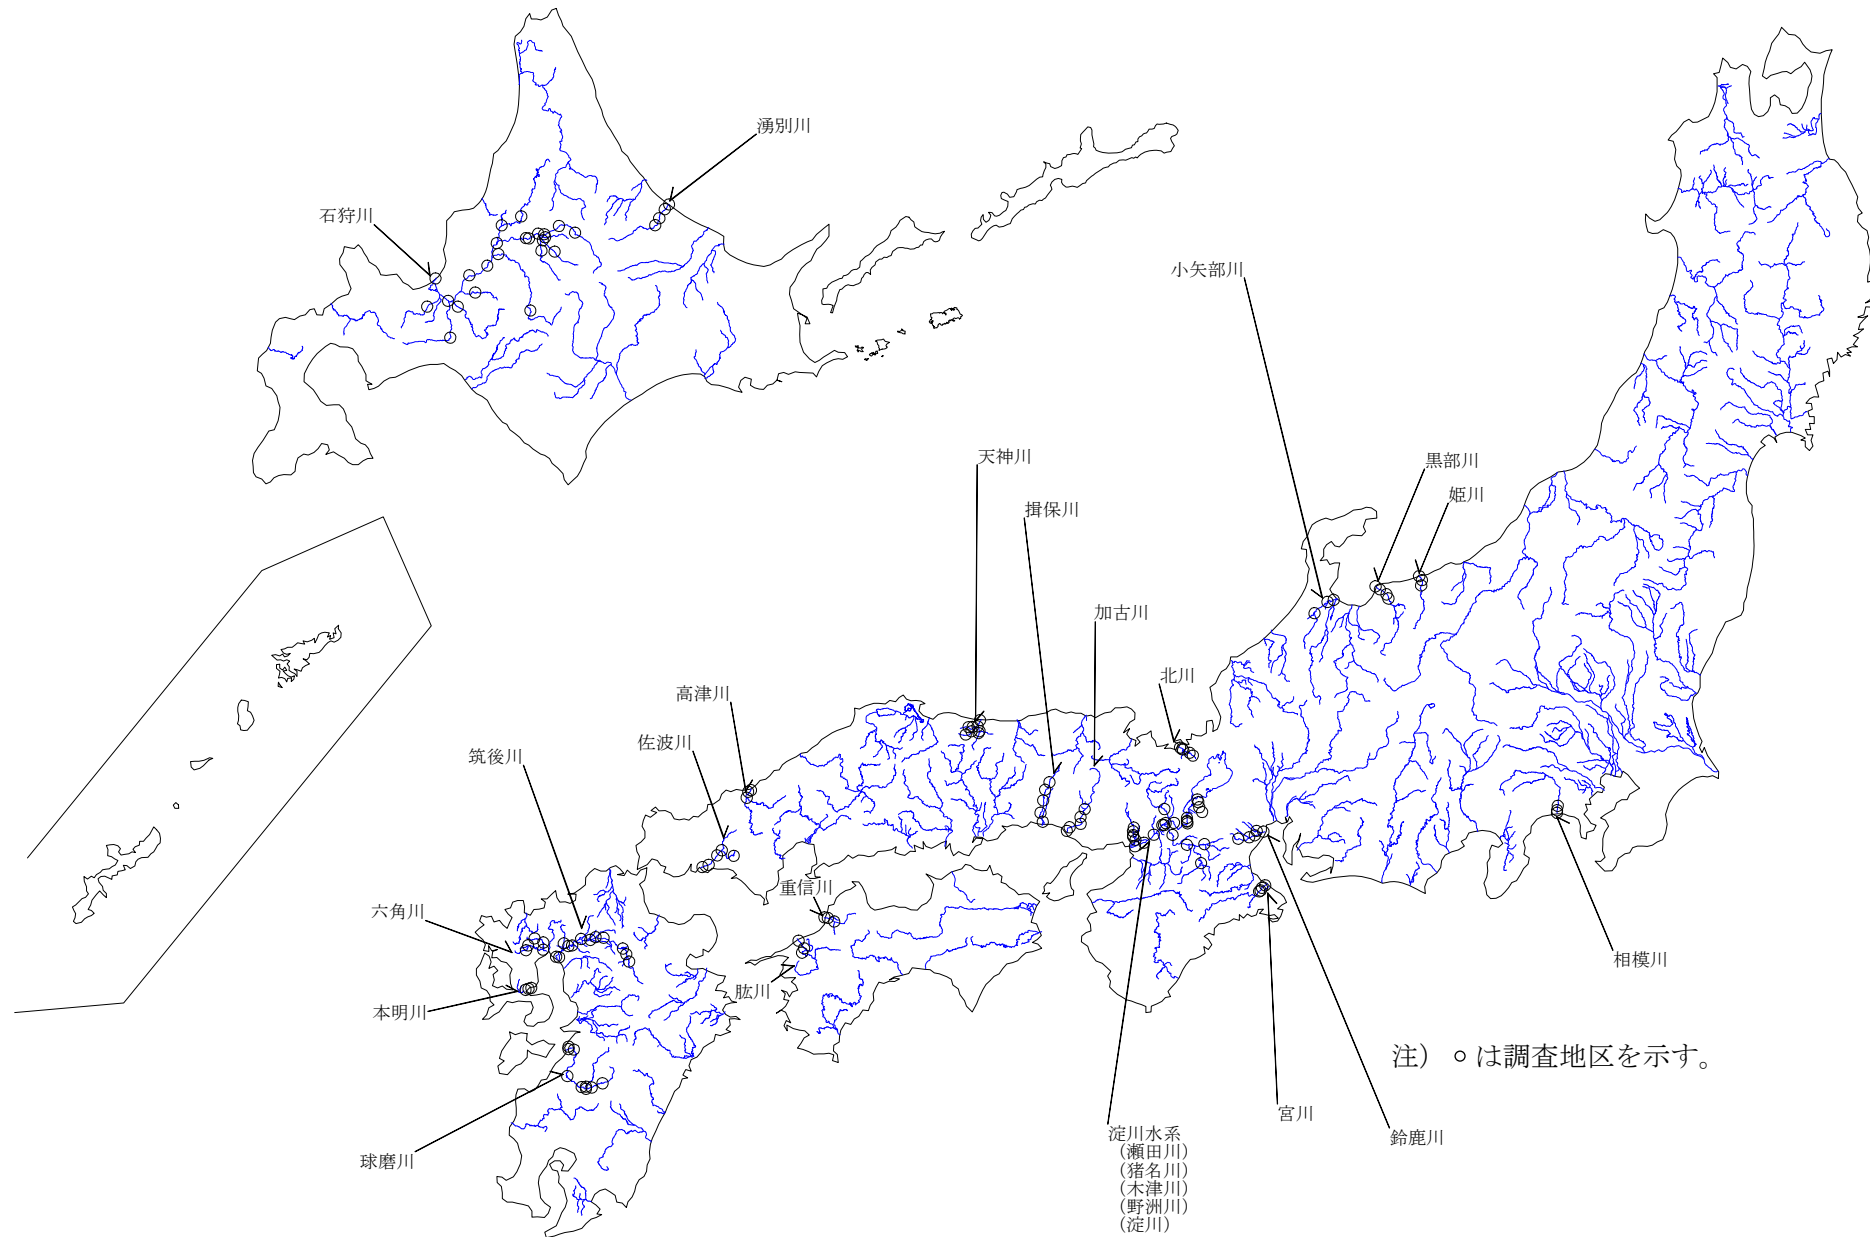 湧別川
石狩川
小矢部川
天神川
黒部川
姫川
揖保川
加古川
北川
高津川
佐波川
筑後川
重信川
六角川
相模川
肱川
本明川
注）○は調査地区を示す。
宮川
淀川水系
（瀬田川）
（猪名川）
（木津川）
（野洲川）
（淀川）
鈴鹿川
球磨川